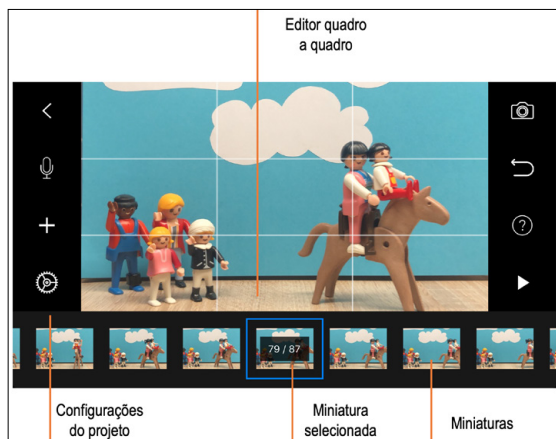 Editor quadro
a quadro
?
79 / 87
Configurações
do projeto
Miniatura
selecionada
Miniaturas